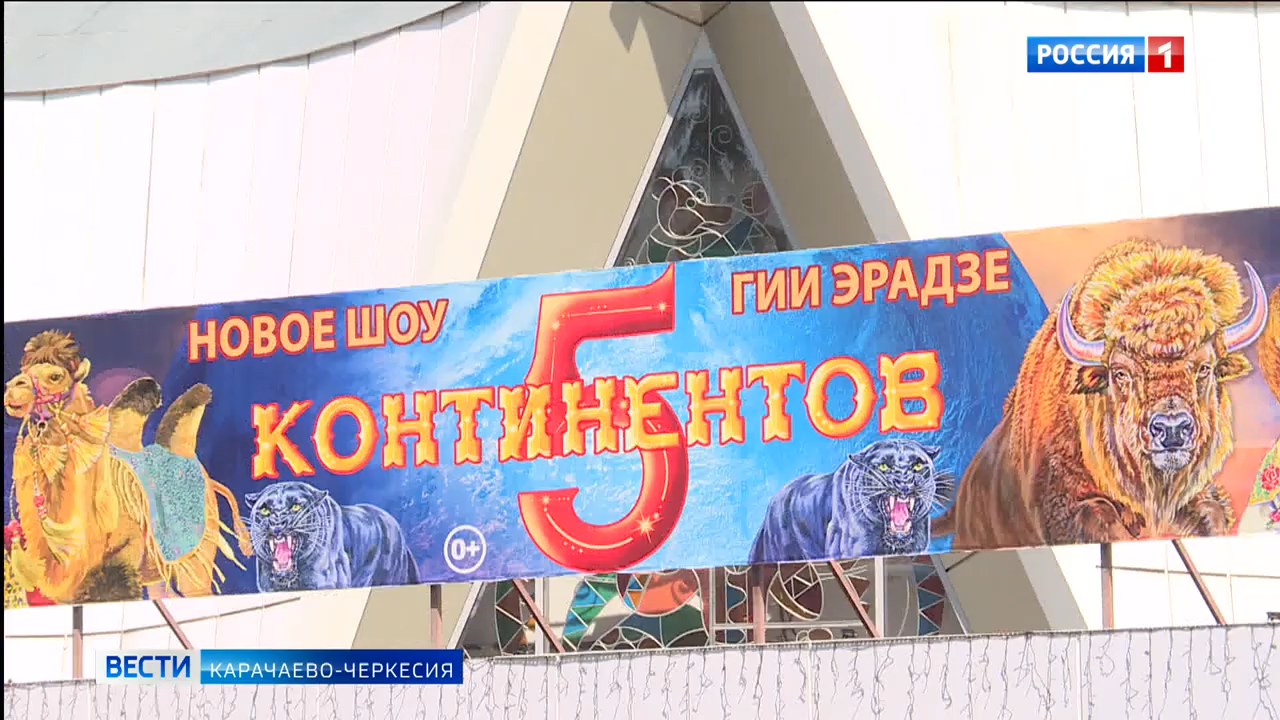 РОССИЯ 1
НОВОЕ ШОУ
ГИИ ЭРАДЗЕ
5
КОНТИНЕНТОВ
0+
ВЕСТИ КАРАЧАЕВО-ЧЕРКЕСИЯ